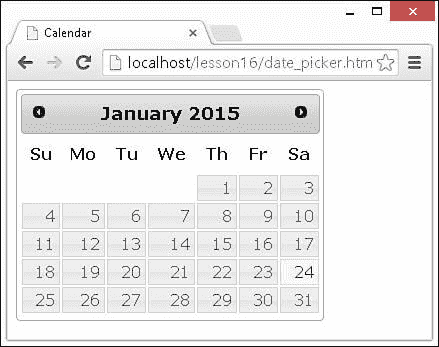 Calendar
localhost/lesson16/date_picker.htm
January 2015
Su Mo Tu We Th Fr Sa
1 2 3
4 5 6 7 8 9 10
11 12 13 14 15 16 17
18 19 20 21 22 23 24
25 26 27 28 29 30 31